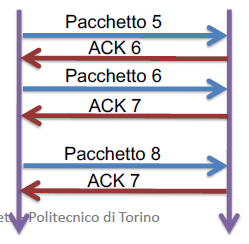 Pacchetto 5
ACK 6
Pacchetto 6
ACK 7
Pacchetto 8
ACK 7
Politecnico di Torino